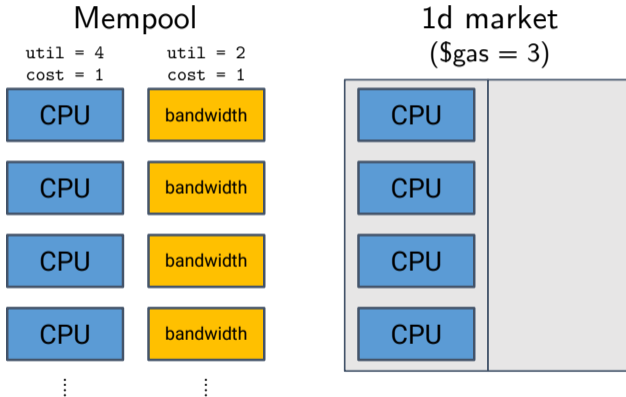 Mempool
util = 4
cost = 1
util = 2
cost = 1
CPU
bandwidth
CPU
bandwidth
CPU
bandwidth
CPU
bandwidth
1d market
($gas = 3)
CPU
CPU
CPU
CPU